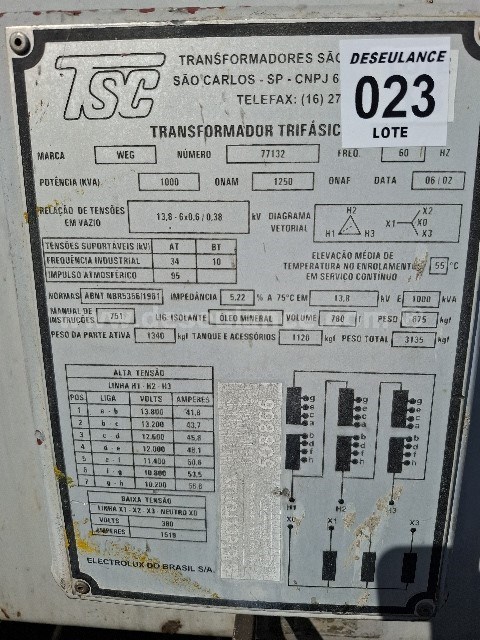 TSC
TRANSFORMADORES SÃO
SÃO CARLOS - SP - CNPJ 6
TELEFAX: (16) 27
DESEULANCE
023
LOTE
TRANSFORMADOR TRIFÁSIC
MARCA WEG NÚMERO 77132 FREQ. 60 HZ
POTÊNCIA (KVA) 1000 ONAM 1250 ONAF DATA 06/02
RELAÇÃO DE TENSÕES EM VAZIO 13,8 - 6x0,6 / 0,38 kV DIAGRAMA VETORIAL H2 H1 H3 X1 X2 X0 X3
TENSÕES SUPORTÁVEIS (kV) AT BT
FREQUÊNCIA INDUSTRIAL 34 10
IMPULSO ATMOSFÉRICO 95
ELEVAÇÃO MÉDIA DE
TEMPERATURA NO ENROLAMENTO 55 °C
EM SERVIÇO CONTÍNUO
NORMAS ABNT NBR5356/1981 IMPEDÂNCIA 5,22 % A 75°C EM 13,8 kV E 1000 kVA
MANUAL DE INSTRUÇÕES 751 LIQ. ISOLANTE ÓLEO MINERAL VOLUME 780 PESO 675 kgf
PESO DA PARTE ATIVA 1340 kgf TANQUE E ACESSÓRIOS 1120 kgf PESO TOTAL 3135 kgf
ALTA TENSÃO
LINHA H1 - H2 - H3
POS. LIGA VOLTS AMPERES
1 a - b 13.800 41,8
2 b c 13.200 43,7
3 c d 12.600 45,8
4 d - e 12.000 48,1
5 e - f 11.400 50,6
6 f - g 10.800 53,5
7 g - h 10.200 56,6
BAIXA TENSÃO
LINHA X1 - X2 - X3 - NEUTRO X0
VOLTS 380
AMPERES 1519
g e c a
g e c a
g e c a
b d f h
b d f h
b d f h
H1 H2 H3
X0 X1 X2 X3
ELECTROLUX DO BRASIL S/A